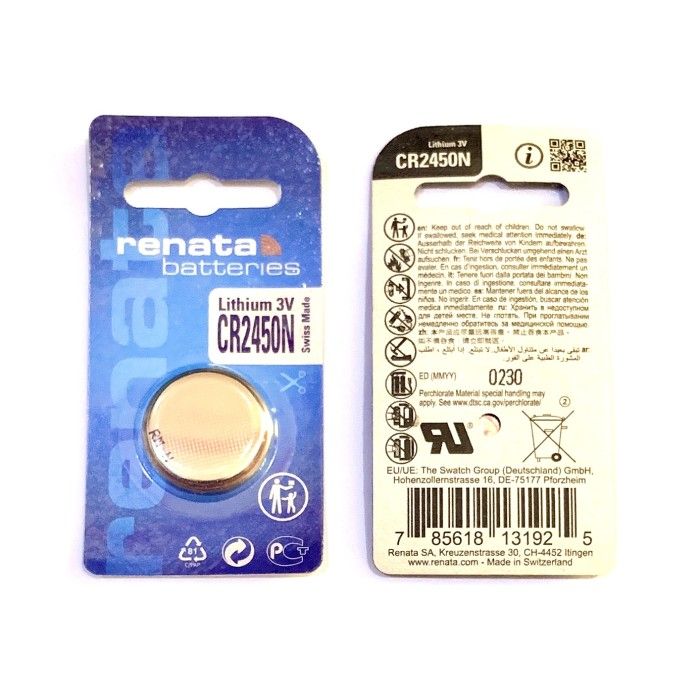 renata
renata
batteries
Lithium 3V
CR2450N
Swiss Made
81
C/PAP
Lithium 3V
CR2450N
en: Keep out of reach of children. Do not swallow.
If swallowed, seek medical attention immediately. de:
Ausserhalb der Reichweite von Kindern aufbewahren.
Nicht schlucken. Bei Verschlucken umgehend einen Arzt
aufsuchen! fr: Tenir hors de portée des enfants. Ne pas
avaler. En cas d'ingestion, consulter immédiatement un
médecin. it: Tenere fuori dalla portata dei bambini. Non
ingerire. In caso di ingestione, consultare immediata-
mente un medico. es: Mantener fuera del alcance de los
niños. No ingerir. En caso de ingestión, buscar atención
médica inmediata. ru: Хранить в недоступном
для детей месте. Не глотать. При проглатывании
немедленно обратитесь за медицинской помощью.
ED (MMYY) 0230
Perchlorate Material special handling may
apply. See www.dtsc.ca.gov/perchlorate/
2
EU/UE: The Swatch Group (Deutschland) GmbH,
Hohenzollernstrasse 16, DE-75177 Pforzheim
7 85618 13192 5
Renata SA, Kreuzenstrasse 30, CH-4452 Itingen
www.renata.com - Made in Switzerland